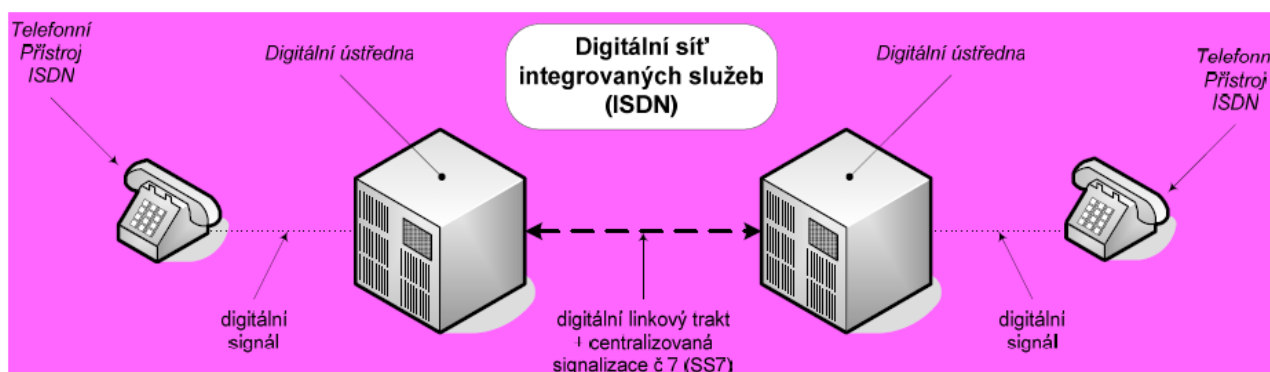 Telefonní
Přístroj
ISDN
Digitální ústředna
Digitální síť
integrovaných služeb
(ISDN)
Digitální ústředna
Telefonn
Přístroj
ISDN
digitální
signál
digitální linkový trakt
+ centralizovaná
signalizace č 7 (SS7)
digitální
signál